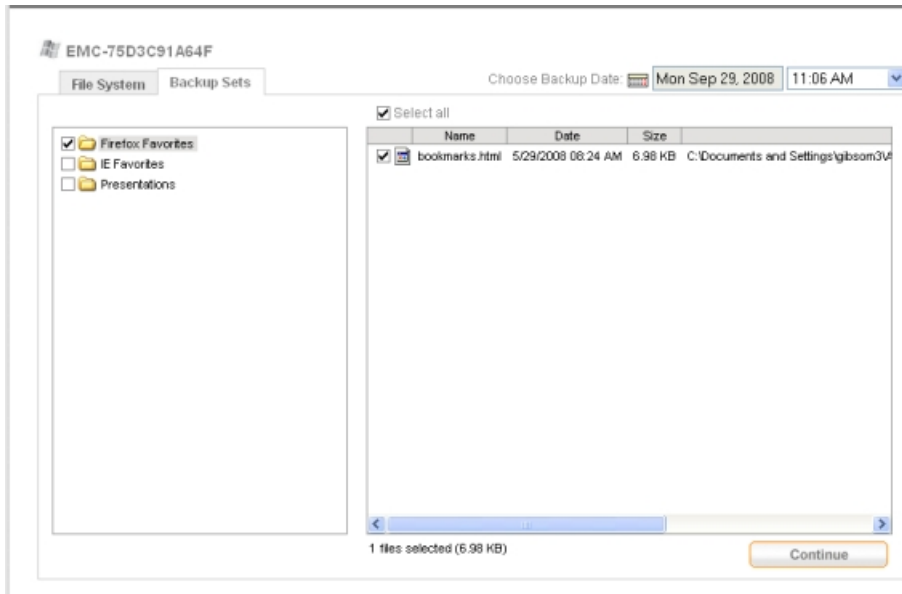 EMC-75D3C91A64F
File System Backup Sets Choose Backup Date: Mon Sep 29, 2008 11:06 AM
Select all
Firefox Favorites
IE Favorites
Presentations
Name Date Size
bookmarks.html 5/29/2008 08:24 AM 6.98 KB C:\Documents and Settings\gibsom3\
1 files selected (6.98 KB)
Continue